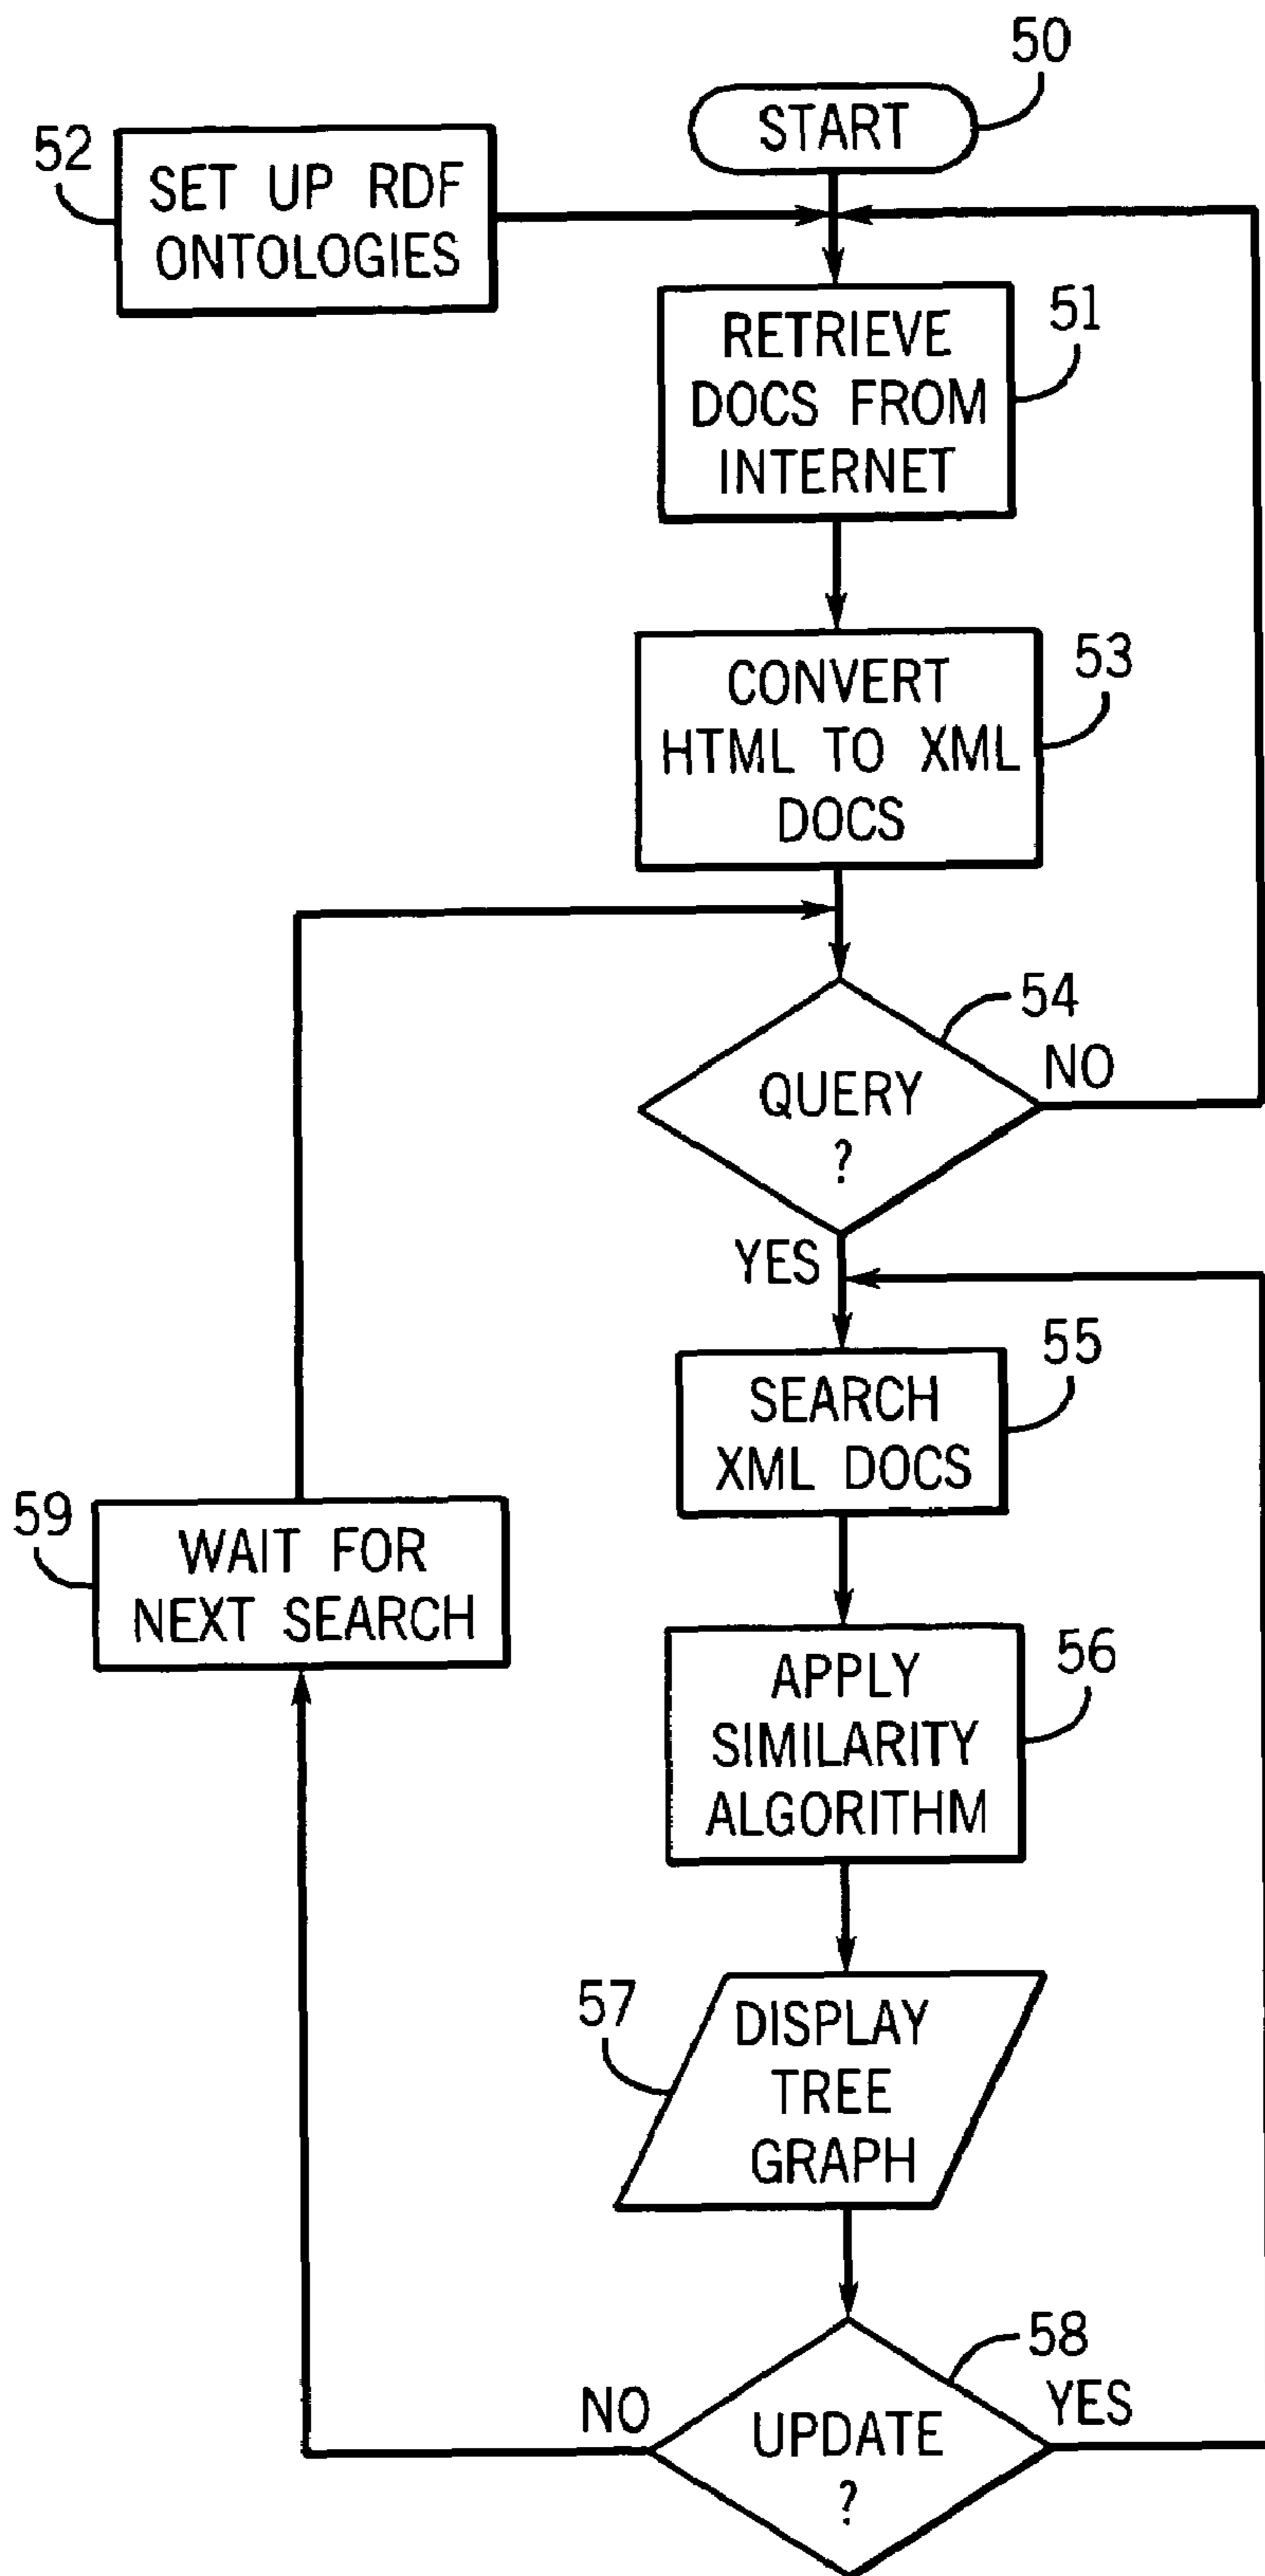 50
START
52
SET UP RDF
ONTOLOGIES
51
RETRIEVE
DOCS FROM
INTERNET
53
CONVERT
HTML TO XML
DOCS
54
QUERY
?
NO
YES
55
SEARCH
XML DOCS
59
WAIT FOR
NEXT SEARCH
56
APPLY
SIMILARITY
ALGORITHM
57
DISPLAY
TREE
GRAPH
58
UPDATE
?
NO
YES